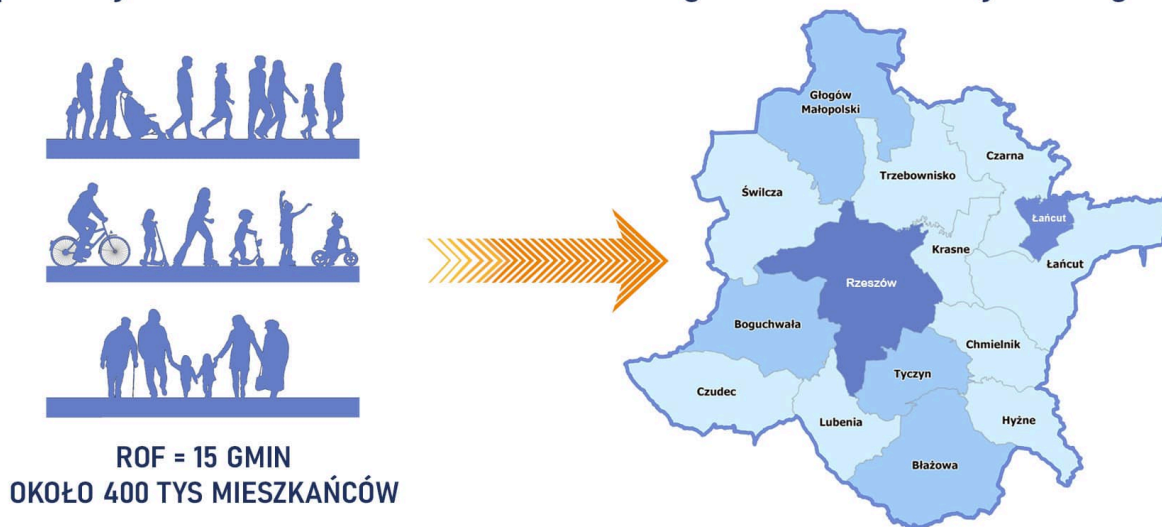 ROF = 15 GMIN
OKOŁO 400 TYS MIESZKAŃCÓW
Głogów
Małopolski
Czarna
Trzebownisko
Świlcza
Łańcut
Krasne
Łańcut
Rzeszów
Boguchwała
Chmielnik
Tyczyn
Czudec
Lubenia
Hyżne
Błażowa